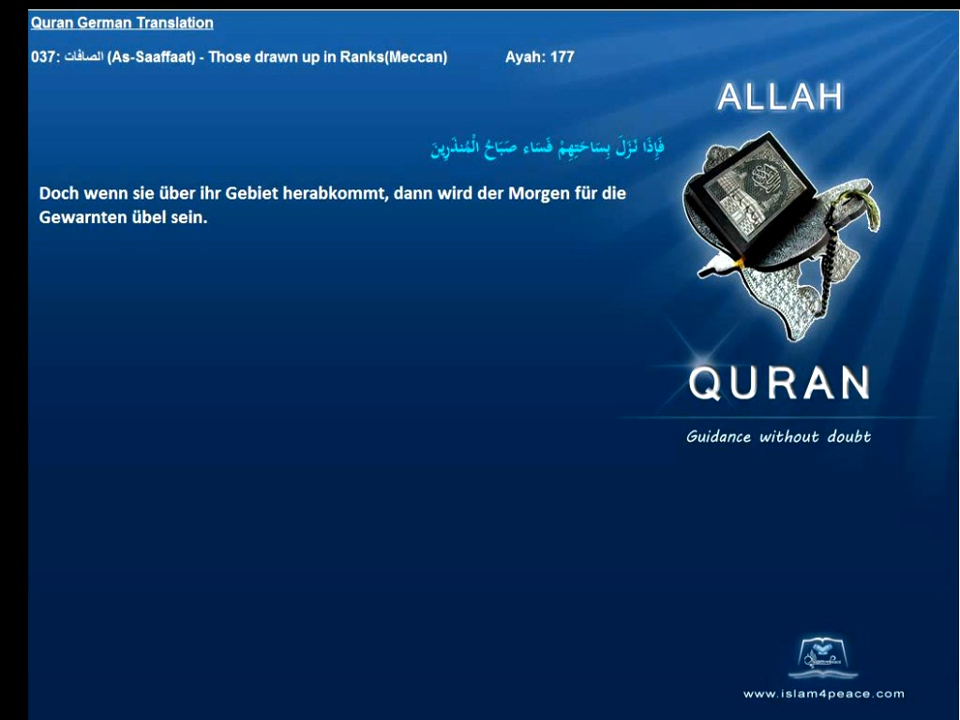 Quran German Translation
037: الصافات (As-Saaffaat) - Those drawn up in Ranks(Meccan) Ayah: 177
ALLAH
فَإِذَا نَزَلَ بِسَاحَتِهِمْ فَسَاء صَبَاحُ الْمُنذَرِينَ
Doch wenn sie über ihr Gebiet herabkommt, dann wird der Morgen für die
Gewarnten übel sein.
QURAN
Guidance without doubt
www.islam4peace.com